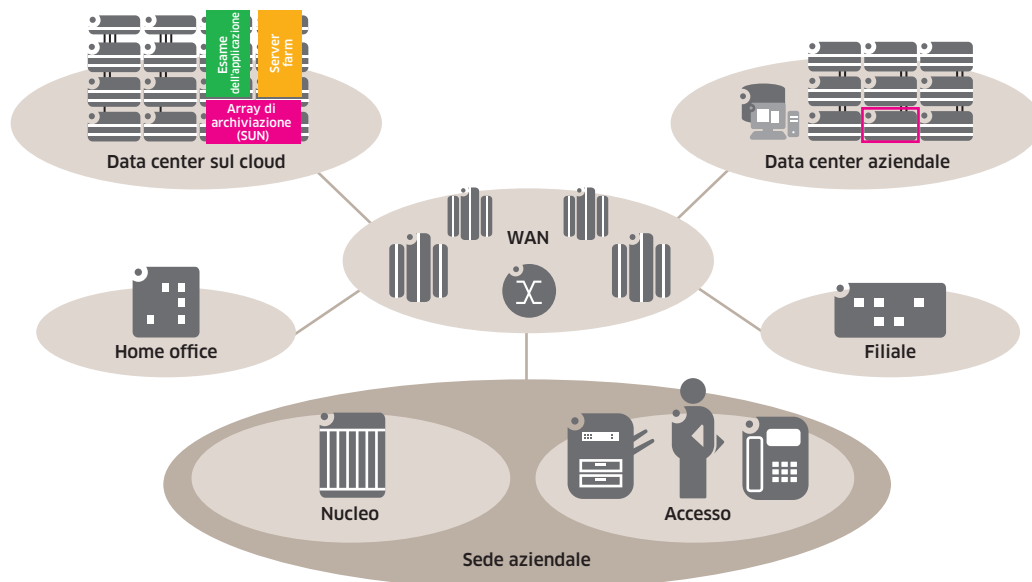 Esame
dell'applicazione
Server
farm
Array di
archiviazione
(SUN)
Data center sul cloud
Data center aziendale
WAN
Home office
Filiale
Nucleo
Accesso
Sede aziendale